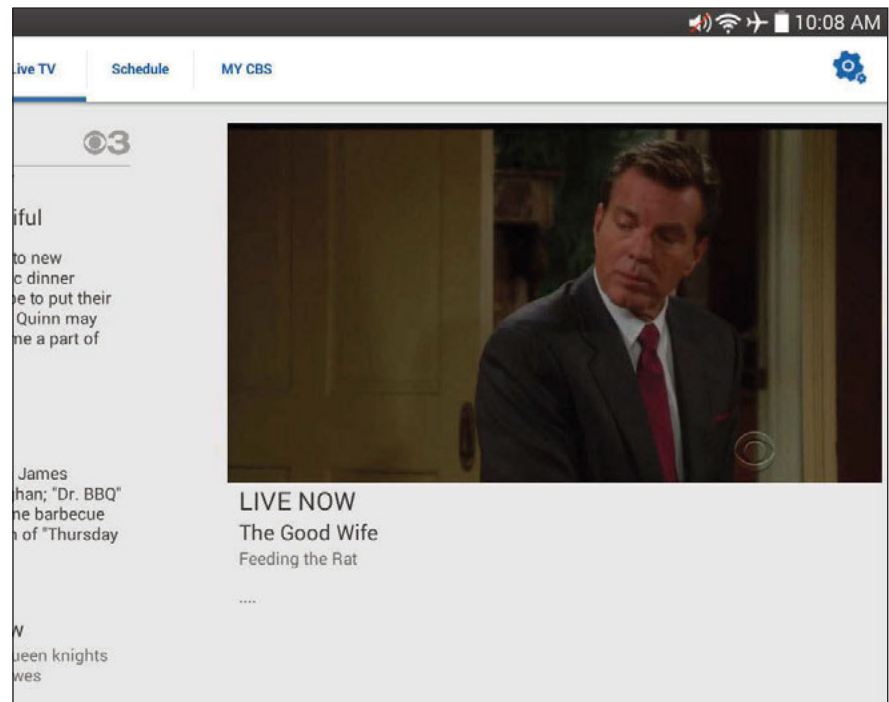 10:08 AM
Live TV Schedule MY CBS
3
iful
to new
c dinner
be to put their
Quinn may
me a part of
James
han; "Dr. BBQ"
ne barbecue
n of "Thursday
LIVE NOW
The Good Wife
Feeding the Rat
....
w
ueen knights
wes